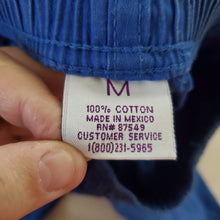 M
100% COTTON
MADE IN MEXICO
RN# 87549
CUSTOMER SERVICE
1(800)231-5965